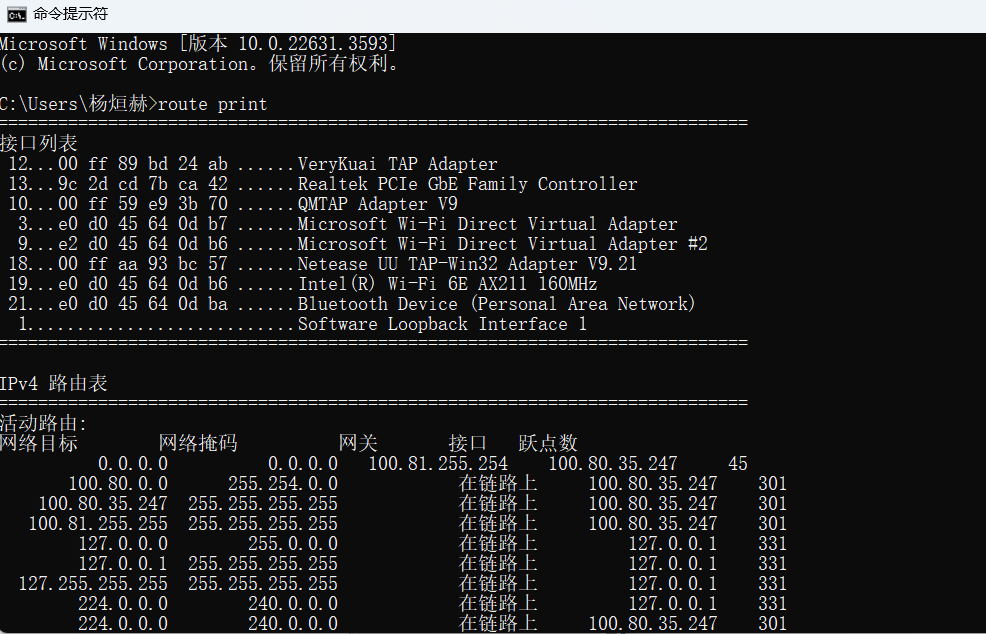 命令提示符
Microsoft Windows [版本 10.0.22631.3593]
(c) Microsoft Corporation。保留所有权利。
C:\Users\杨烜赫>route print
===========================================================================
接口列表
12...00 ff 89 bd 24 ab ......VeryKuai TAP Adapter
13...9c 2d cd 7b ca 42 ......Realtek PCIe GbE Family Controller
10...00 ff 59 e9 3b 70 ......QMTAP Adapter V9
3...e0 d0 45 64 0d b7 ......Microsoft Wi-Fi Direct Virtual Adapter
9...e2 d0 45 64 0d b6 ......Microsoft Wi-Fi Direct Virtual Adapter #2
18...00 ff aa 93 bc 57 ......Netease UU TAP-Win32 Adapter V9.21
19...e0 d0 45 64 0d b6 ......Intel(R) Wi-Fi 6E AX211 160MHz
21...e0 d0 45 64 0d ba ......Bluetooth Device (Personal Area Network)
1...........................Software Loopback Interface 1
===========================================================================
IPv4 路由表
===========================================================================
活动路由:
网络目标 网络掩码 网关 接口 跃点数
0.0.0.0 0.0.0.0 100.81.255.254 100.80.35.247 45
100.80.0.0 255.254.0.0 在链路上 100.80.35.247 301
100.80.35.247 255.255.255.255 在链路上 100.80.35.247 301
100.81.255.255 255.255.255.255 在链路上 100.80.35.247 301
127.0.0.0 255.0.0.0 在链路上 127.0.0.1 331
127.0.0.1 255.255.255.255 在链路上 127.0.0.1 331
127.255.255.255 255.255.255.255 在链路上 127.0.0.1 331
224.0.0.0 240.0.0.0 在链路上 127.0.0.1 331
224.0.0.0 240.0.0.0 在链路上 100.80.35.247 301